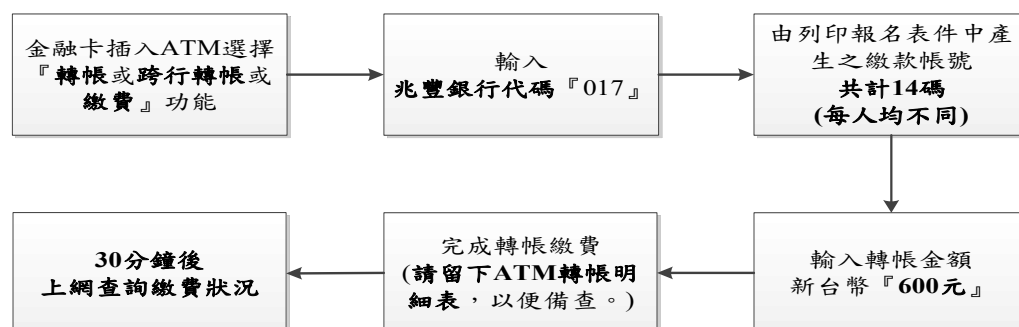 金融卡插入ATM選擇
『轉帳或跨行轉帳或
繳費』功能
輸入
兆豐銀行代碼『017』
由列印報名表件中產
生之繳款帳號
共計14碼
(每人均不同)
輸入轉帳金額
新台幣『600元』
完成轉帳繳費
(請留下ATM轉帳明
細表，以便備查。)
30分鐘後
上網查詢繳費狀況